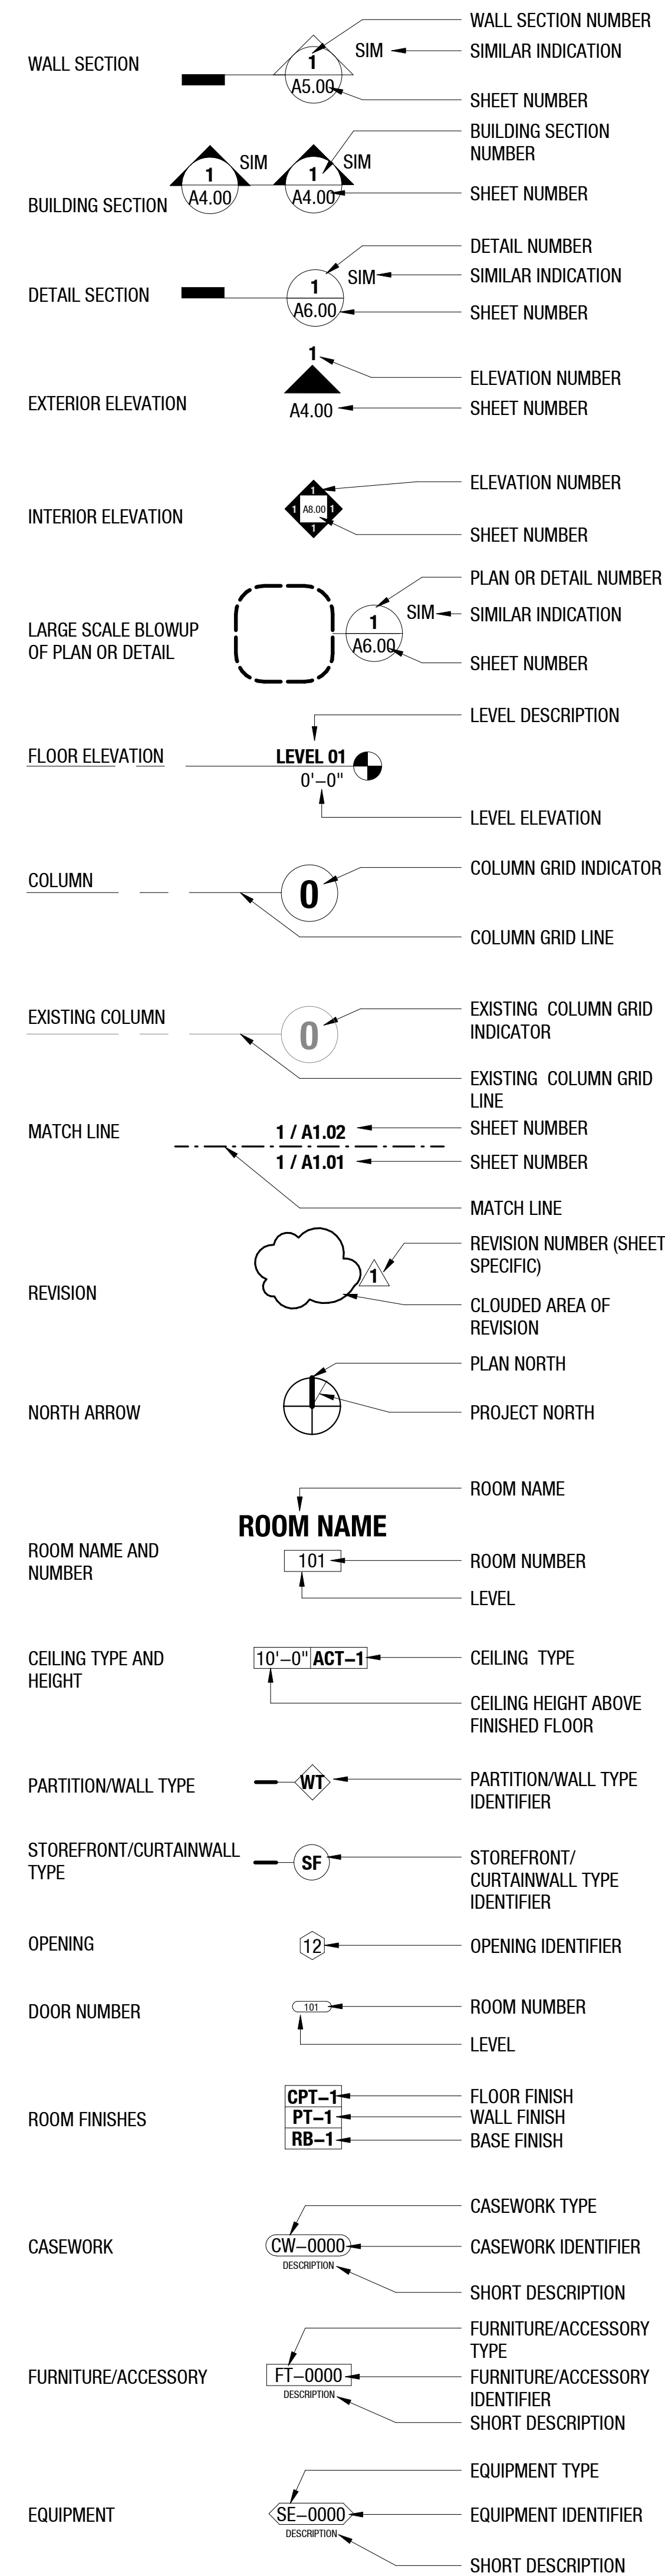 WALL SECTION NUMBER
WALL SECTION
1
SIM
SIMILAR INDICATION
A5.00
SHEET NUMBER
BUILDING SECTION
NUMBER
1
SIM
1
SIM
BUILDING SECTION
A4.00
A4.00
SHEET NUMBER
DETAIL NUMBER
DETAIL SECTION
1
SIM
SIMILAR INDICATION
A6.00
SHEET NUMBER
1
ELEVATION NUMBER
EXTERIOR ELEVATION
A4.00
SHEET NUMBER
ELEVATION NUMBER
INTERIOR ELEVATION
1
1
A8.00
1
1
SHEET NUMBER
PLAN OR DETAIL NUMBER
LARGE SCALE BLOWUP
OF PLAN OR DETAIL
1
SIM
SIMILAR INDICATION
A6.00
SHEET NUMBER
LEVEL DESCRIPTION
FLOOR ELEVATION
LEVEL 01
0'–0"
LEVEL ELEVATION
COLUMN
0
COLUMN GRID INDICATOR
COLUMN GRID LINE
EXISTING COLUMN
0
EXISTING COLUMN GRID
INDICATOR
EXISTING COLUMN GRID
LINE
MATCH LINE
1 / A1.02
SHEET NUMBER
1 / A1.01
SHEET NUMBER
MATCH LINE
REVISION
1
REVISION NUMBER (SHEET
SPECIFIC)
CLOUDED AREA OF
REVISION
NORTH ARROW
PLAN NORTH
PROJECT NORTH
ROOM NAME
ROOM NAME
ROOM NAME AND
NUMBER
101
ROOM NUMBER
LEVEL
CEILING TYPE AND
HEIGHT
10'–0"
ACT–1
CEILING TYPE
CEILING HEIGHT ABOVE
FINISHED FLOOR
PARTITION/WALL TYPE
WT
PARTITION/WALL TYPE
IDENTIFIER
STOREFRONT/CURTAINWALL
TYPE
SF
STOREFRONT/
CURTAINWALL TYPE
IDENTIFIER
OPENING
12
OPENING IDENTIFIER
DOOR NUMBER
101
ROOM NUMBER
LEVEL
ROOM FINISHES
CPT–1
FLOOR FINISH
PT–1
WALL FINISH
RB–1
BASE FINISH
CASEWORK TYPE
CASEWORK
CW–0000
CASEWORK IDENTIFIER
DESCRIPTION
SHORT DESCRIPTION
FURNITURE/ACCESSORY
TYPE
FURNITURE/ACCESSORY
FT–0000
FURNITURE/ACCESSORY
IDENTIFIER
DESCRIPTION
SHORT DESCRIPTION
EQUIPMENT TYPE
EQUIPMENT
SE–0000
EQUIPMENT IDENTIFIER
DESCRIPTION
SHORT DESCRIPTION